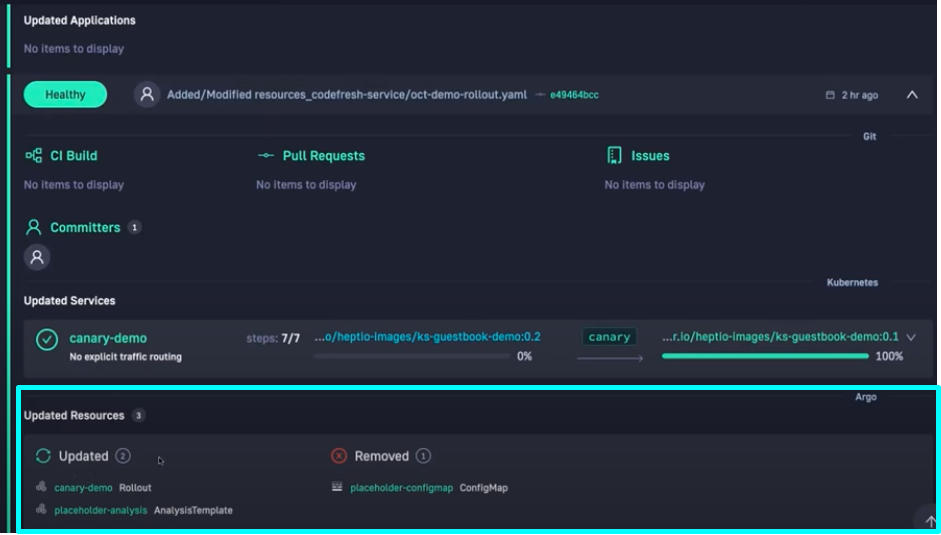 Updated Applications
No items to display
Healthy Added/Modified resources_codefresh-service/oct-demo-rollout.yaml e49464bcc 2 hr ago
Git
CI Build Pull Requests Issues
No items to display No items to display No items to display
Committers 1
Kubernetes
Updated Services
canary-demo steps: 7/7 ...o/heptio-images/ks-guestbook-demo:0.2 canary ...r.io/heptio-images/ks-guestbook-demo:0.1
No explicit traffic routing 0% 100%
Argo
Updated Resources 3
Updated 2 Removed 1
canary-demo Rollout placeholder-configmap ConfigMap
placeholder-analysis AnalysisTemplate